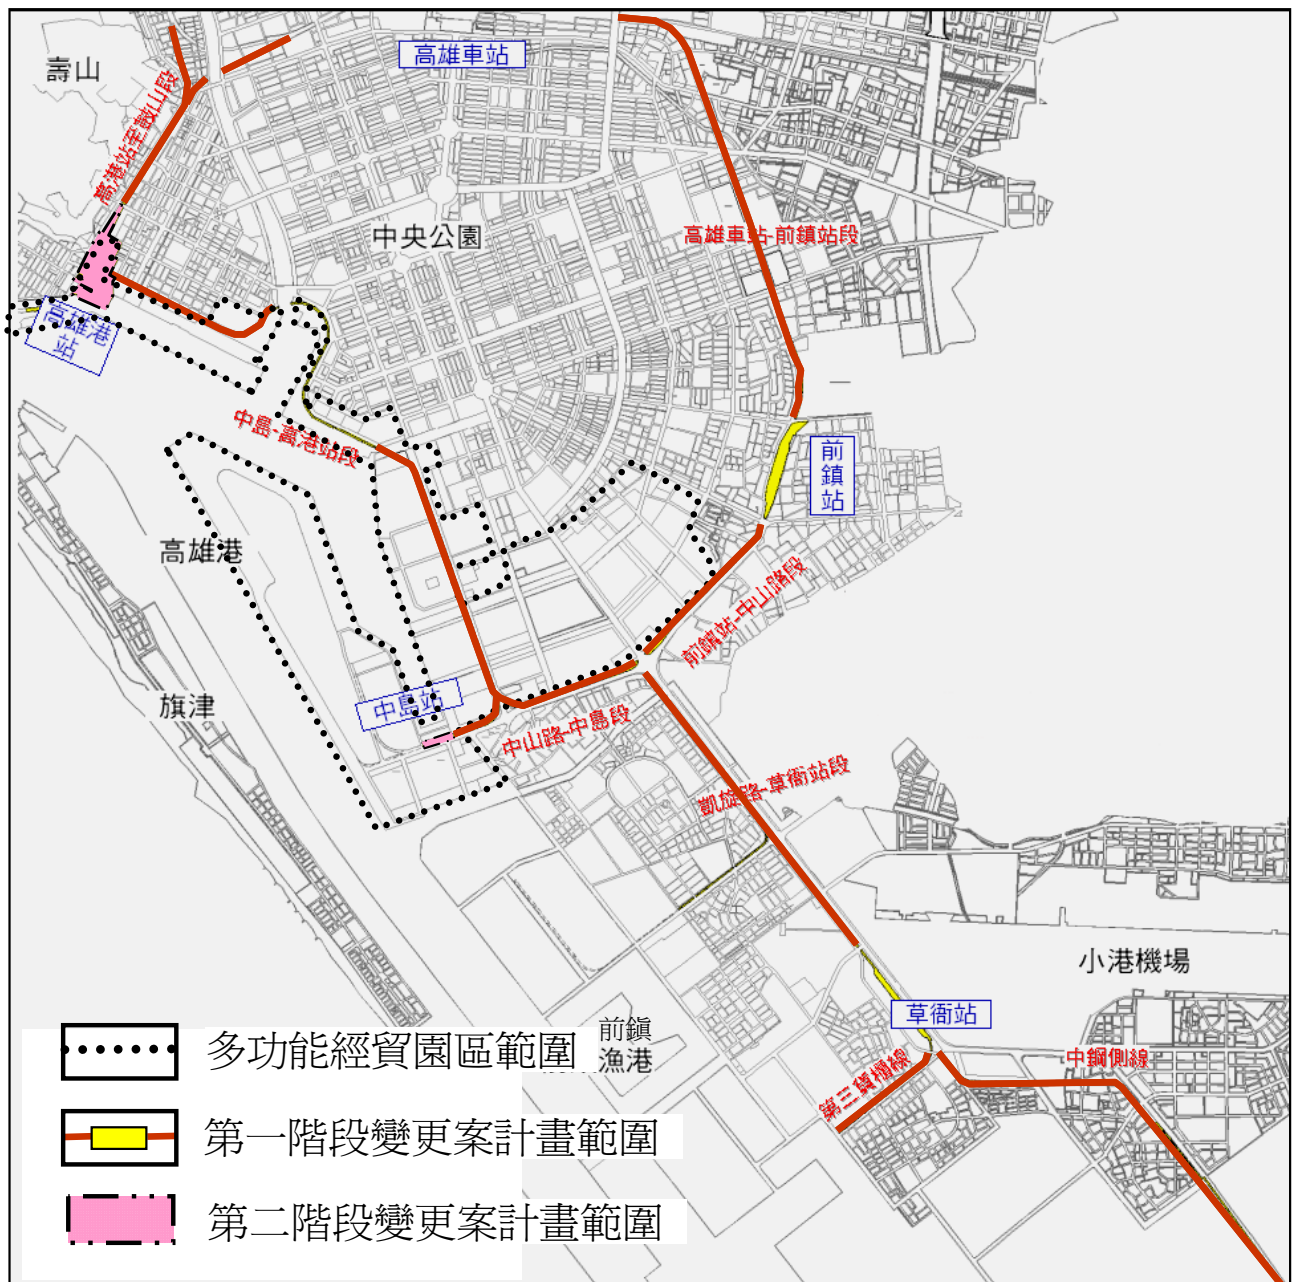 高雄車站
壽山
高港站至鼓山段
中央公園
高雄車站-前鎮站段
高雄港
站
中島-高港站段
前
鎮
站
高雄港
前鎮站-中山路段
旗津
中島站
中山路-中島段
凱旋路-草衙站段
小港機場
草衙站
前鎮
漁港
中鋼側線
第三貨櫃線
多功能經貿園區範圍
第一階段變更案計畫範圍
第二階段變更案計畫範圍